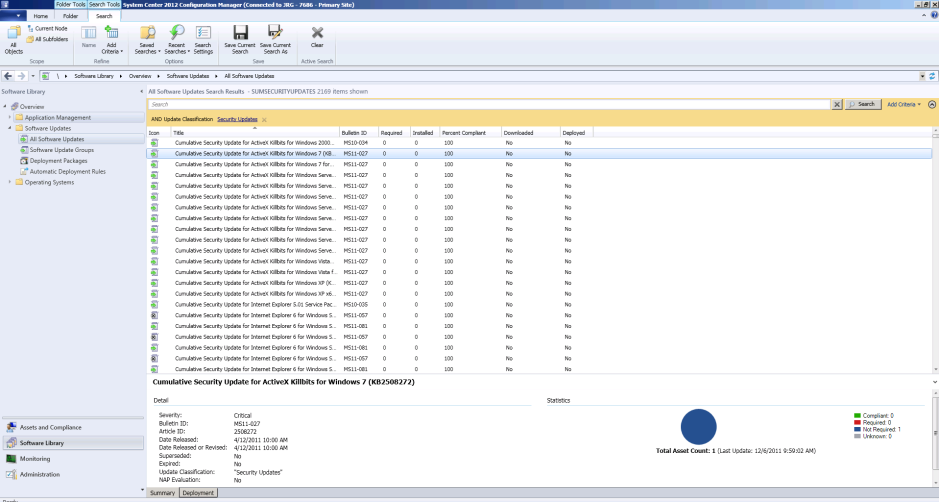 Folder Tools Search Tools System Center 2012 Configuration Manager (Connected to JRG - 7686 - Primary Site)
Home Folder Search
All Objects
Current Node
All Subfolders
Scope
Name
Add Criteria
Refine
Saved Searches
Recent Searches
Search Settings
Options
Save Current Search
Save Current Search As
Save
Clear
Active Search
\ Software Library Overview Software Updates All Software Updates
Software Library
Overview
Application Management
Software Updates
All Software Updates
Software Update Groups
Deployment Packages
Automatic Deployment Rules
Operating Systems
Assets and Compliance
Software Library
Monitoring
Administration
All Software Updates Search Results - SUMSECURITYUPDATES 2169 items shown
Search Search Add Criteria
AND Update Classification Security Updates
Icon Title Bulletin ID Required Installed Percent Compliant Downloaded Deployed
Cumulative Security Update for ActiveX Killbits for Windows 2000... MS10-034 0 0 100 No No
Cumulative Security Update for ActiveX Killbits for Windows 7 (KB... MS11-027 0 0 100 No No
Cumulative Security Update for ActiveX Killbits for Windows 7 for... MS11-027 0 0 100 No No
Cumulative Security Update for ActiveX Killbits for Windows Serve... MS11-027 0 0 100 No No
Cumulative Security Update for ActiveX Killbits for Windows Serve... MS11-027 0 0 100 No No
Cumulative Security Update for ActiveX Killbits for Windows Serve... MS11-027 0 0 100 No No
Cumulative Security Update for ActiveX Killbits for Windows Serve... MS11-027 0 0 100 No No
Cumulative Security Update for ActiveX Killbits for Windows Serve... MS11-027 0 0 100 No No
Cumulative Security Update for ActiveX Killbits for Windows Serve... MS11-027 0 0 100 No No
Cumulative Security Update for ActiveX Killbits for Windows Serve... MS11-027 0 0 100 No No
Cumulative Security Update for ActiveX Killbits for Windows Serve... MS11-027 0 0 100 No No
Cumulative Security Update for ActiveX Killbits for Windows Vista... MS11-027 0 0 100 No No
Cumulative Security Update for ActiveX Killbits for Windows Vista f... MS11-027 0 0 100 No No
Cumulative Security Update for ActiveX Killbits for Windows XP (K... MS11-027 0 0 100 No No
Cumulative Security Update for ActiveX Killbits for Windows XP x6... MS11-027 0 0 100 No No
Cumulative Security Update for Internet Explorer 5.01 Service Pac... MS10-035 0 0 100 No No
Cumulative Security Update for Internet Explorer 6 for Windows S... MS11-057 0 0 100 No No
Cumulative Security Update for Internet Explorer 6 for Windows S... MS11-081 0 0 100 No No
Cumulative Security Update for Internet Explorer 6 for Windows S... MS11-057 0 0 100 No No
Cumulative Security Update for Internet Explorer 6 for Windows S... MS11-081 0 0 100 No No
Cumulative Security Update for Internet Explorer 6 for Windows S... MS11-057 0 0 100 No No
Cumulative Security Update for Internet Explorer 6 for Windows S... MS11-081 0 0 100 No No
Cumulative Security Update for ActiveX Killbits for Windows 7 (KB2508272)
Detail
Severity: Critical
Bulletin ID: MS11-027
Article ID: 2508272
Date Released: 4/12/2011 10:00 AM
Date Released or Revised: 4/12/2011 10:00 AM
Superseded: No
Expired: No
Update Classification: "Security Updates"
NAP Evaluation: No
Statistics
Compliant: 0
Required: 0
Not Required: 1
Unknown: 0
Total Asset Count: 1 (Last Update: 12/6/2011 9:59:02 AM)
Summary Deployment